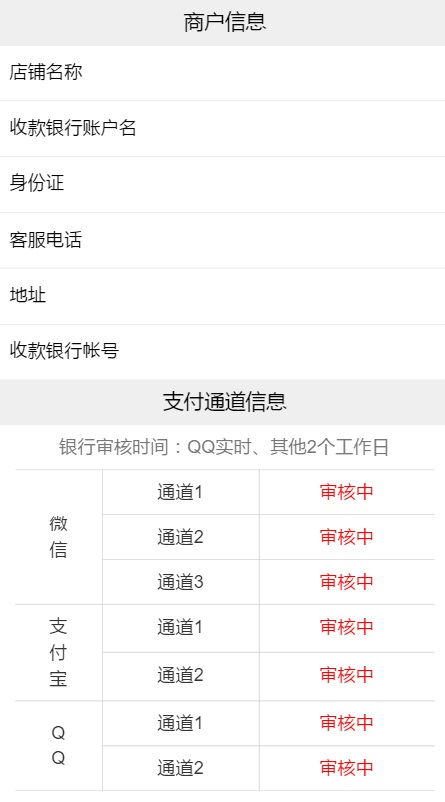 商户信息
店铺名称
收款银行账户名
身份证
客服电话
地址
收款银行帐号
支付通道信息
银行审核时间：QQ实时、其他2个工作日
微信
通道1 审核中
通道2 审核中
通道3 审核中
支付宝
通道1 审核中
通道2 审核中
QQ
通道1 审核中
通道2 审核中